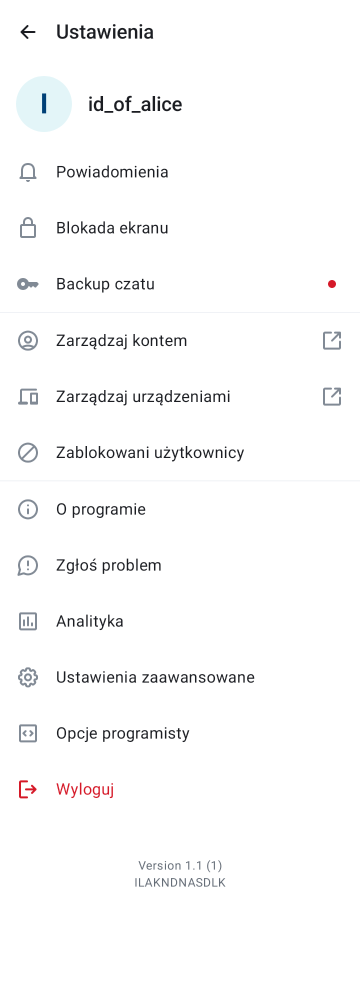 Ustawienia
I
id_of_alice
Powiadomienia
Blokada ekranu
Backup czatu
Zarządzaj kontem
Zarządzaj urządzeniami
Zablokowani użytkownicy
O programie
Zgłoś problem
Analityka
Ustawienia zaawansowane
Opcje programisty
Wyloguj
Version 1.1 (1)
ILAKNDNASDLK